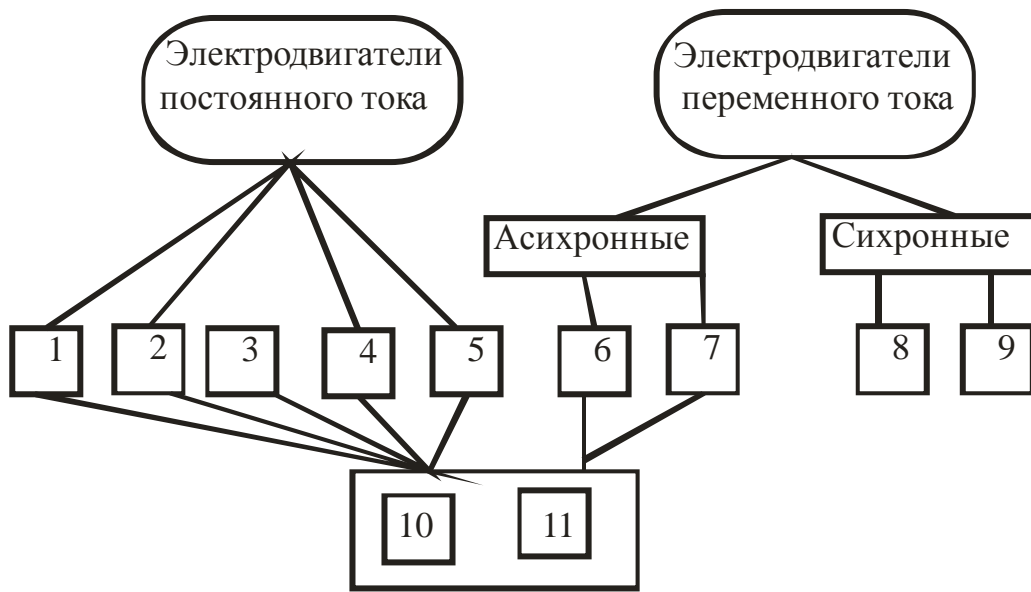 Электродвигатели
постоянного тока
Электродвигатели
переменного тока
Асихронные
Сихронные
1
2
3
4
5
6
7
8
9
10
11